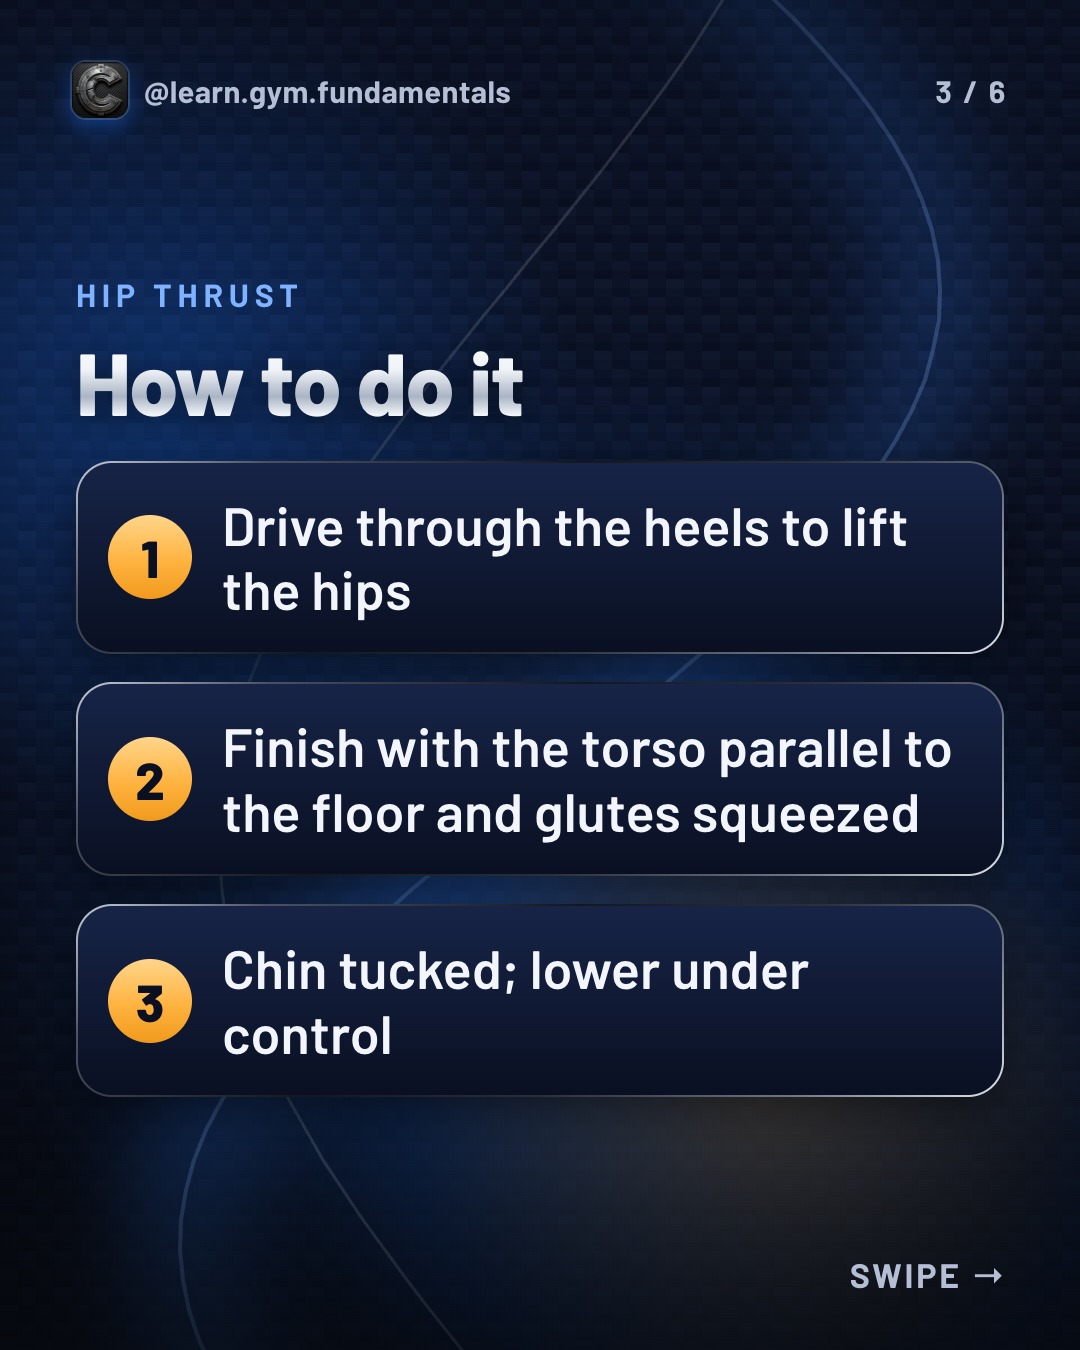 @learn.gym.fundamentals
3 / 6
HIP THRUST
How to do it
1
Drive through the heels to lift
the hips
2
Finish with the torso parallel to
the floor and glutes squeezed
3
Chin tucked; lower under
control
SWIPE →